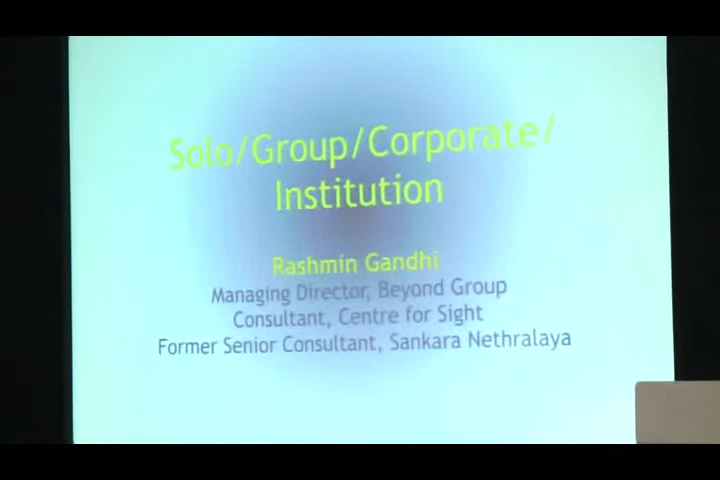 Solo/Group/Corporate/
Institution
Rashmin Gandhi
Managing Director, Beyond Group
Consultant, Centre for Sight
Former Senior Consultant, Sankara Nethralaya